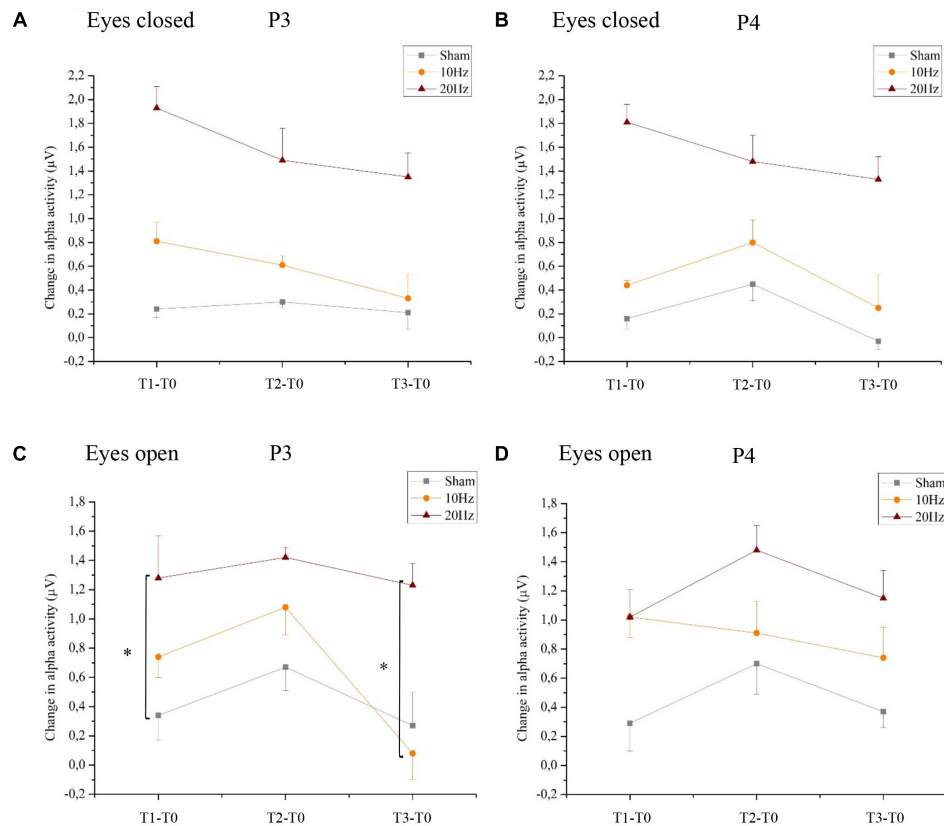 A Eyes closed P3
Sham
10Hz
20Hz
Change in alpha activity (µV)
2,2
2,0
1,8
1,6
1,4
1,2
1,0
0,8
0,6
0,4
0,2
0,0
-0,2
T1-T0 T2-T0 T3-T0
B Eyes closed P4
Sham
10Hz
20Hz
Change in alpha activity (µV)
2,2
2,0
1,8
1,6
1,4
1,2
1,0
0,8
0,6
0,4
0,2
0,0
-0,2
T1-T0 T2-T0 T3-T0
C Eyes open P3
Sham
10Hz
20Hz
Change in alpha activity (µV)
1,8
1,6
1,4
1,2
1,0
0,8
0,6
0,4
0,2
0,0
-0,2
* *
T1-T0 T2-T0 T3-T0
D Eyes open P4
Sham
10Hz
20Hz
Change in alpha activity (µV)
1,8
1,6
1,4
1,2
1,0
0,8
0,6
0,4
0,2
0,0
-0,2
T1-T0 T2-T0 T3-T0